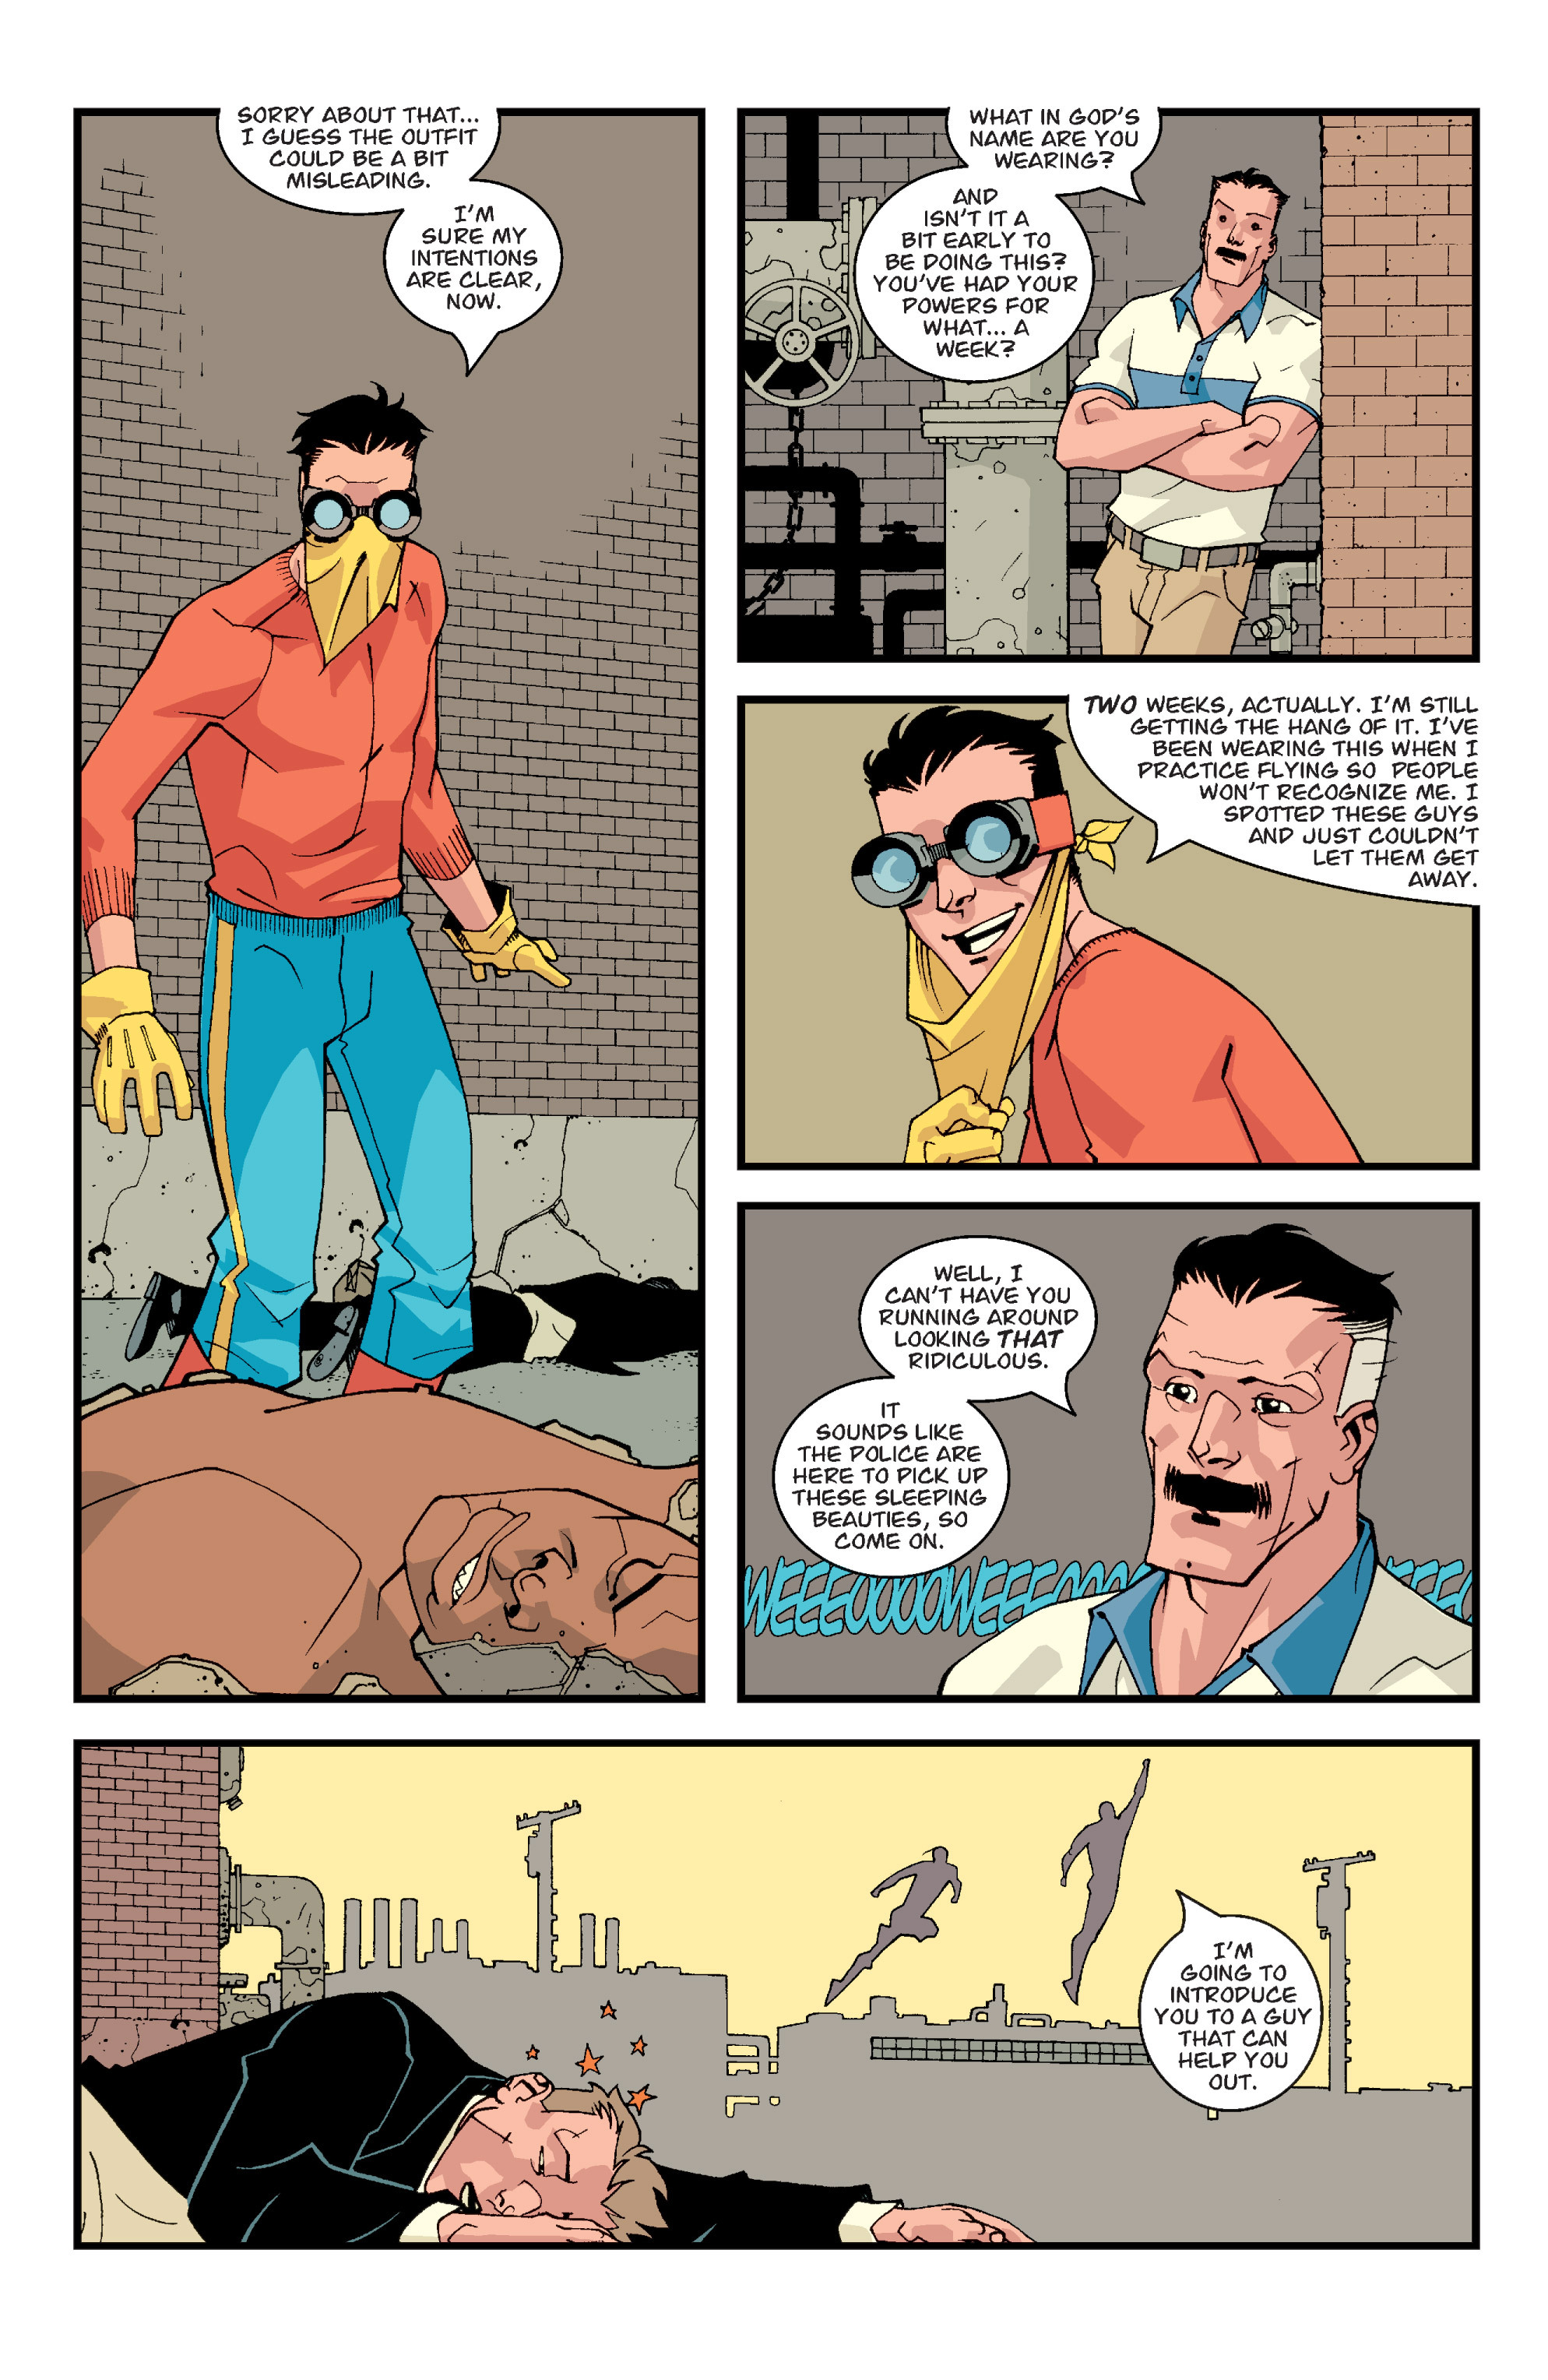 SORRY ABOUT THAT...
I GUESS THE OUTFIT
COULD BE A BIT
MISLEADING.
I'M
SURE MY
INTENTIONS
ARE CLEAR,
NOW.
WHAT IN GOD'S
NAME ARE YOU
WEARING?
AND
ISN'T IT A
BIT EARLY TO
BE DOING THIS?
YOU'VE HAD YOUR
POWERS FOR
WHAT... A
WEEK?
TWO WEEKS, ACTUALLY. I'M STILL
GETTING THE HANG OF IT. I'VE
BEEN WEARING THIS WHEN I
PRACTICE FLYING SO PEOPLE
WON'T RECOGNIZE ME. I
SPOTTED THESE GUYS
AND JUST COULDN'T
LET THEM GET
AWAY.
WELL, I
CAN'T HAVE YOU
RUNNING AROUND
LOOKING THAT
RIDICULOUS.
IT
SOUNDS LIKE
THE POLICE ARE
HERE TO PICK UP
THESE SLEEPING
BEAUTIES, SO
COME ON.
I'M
GOING TO
INTRODUCE
YOU TO A GUY
THAT CAN
HELP YOU
OUT.